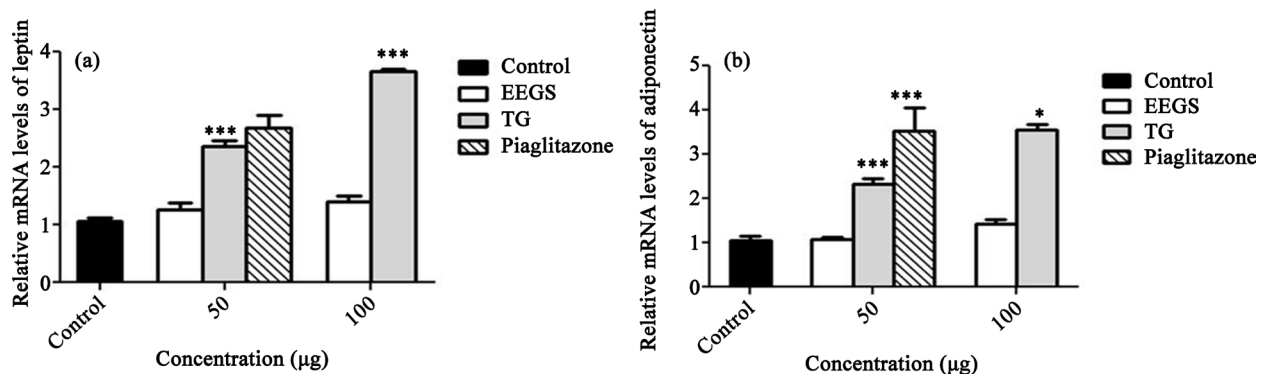 (a)
Relative mRNA levels of leptin
4
3
2
1
0
***
***
Control
50
100
Concentration (µg)
Control
EEGS
TG
Piaglitazone
(b)
Relative mRNA levels of adiponectin
5
4
3
2
1
0
***
***
*
Control
50
100
Concentration (µg)
Control
EEGS
TG
Piaglitazone